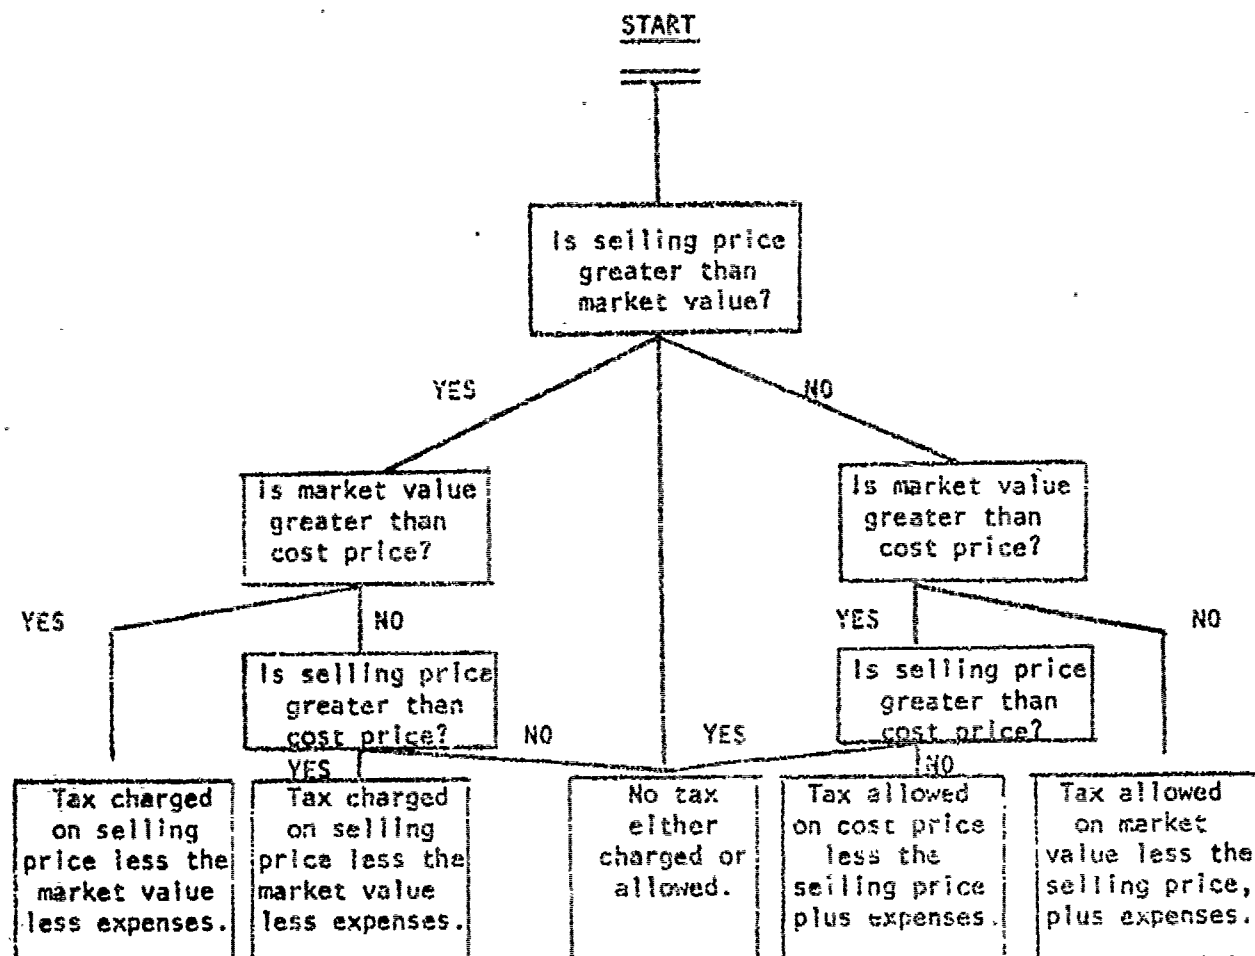 START
Is selling price
greater than
market value?
YES
NO
Is market value
greater than
cost price?
Is market value
greater than
cost price?
YES
NO
YES
NO
Is selling price
greater than
cost price?
Is selling price
greater than
cost price?
NO
YES
YES
NO
Tax charged
on selling
price less the
market value
less expenses.
Tax charged
on selling
price less the
market value
less expenses.
No tax
either
charged or
allowed.
Tax allowed
on cost price
less the
selling price
plus expenses.
Tax allowed
on market
value less the
selling price,
plus expenses.